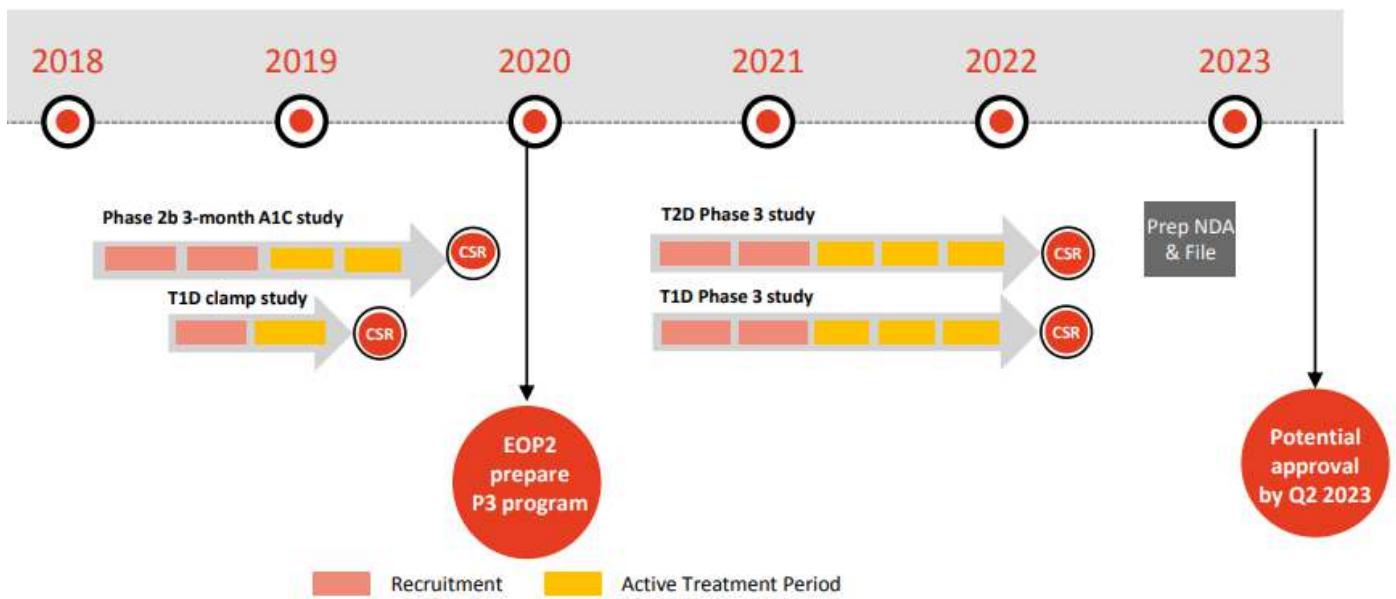 2018 2019 2020 2021 2022 2023
Phase 2b 3-month A1C study
CSR
T1D clamp study
CSR
T2D Phase 3 study
CSR
T1D Phase 3 study
CSR
Prep NDA
& File
EOP2
prepare
P3 program
Potential
approval
by Q2 2023
Recruitment
Active Treatment Period